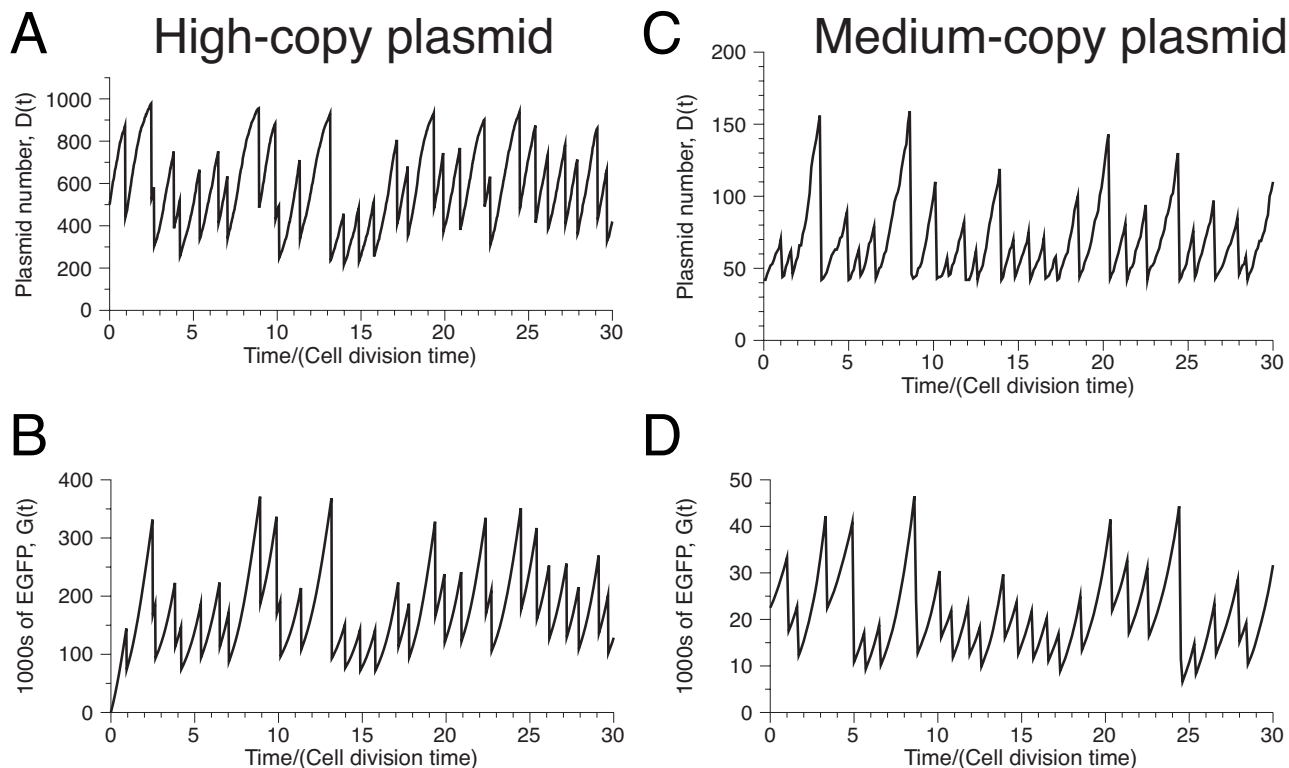 A
High-copy plasmid
Plasmid number, D(t)
1000
800
600
400
200
0
0 5 10 15 20 25 30
Time/(Cell division time)
C
Medium-copy plasmid
Plasmid number, D(t)
200
150
100
50
0
0 5 10 15 20 25 30
Time/(Cell division time)
B
1000s of EGFP, G(t)
400
300
200
100
0
0 5 10 15 20 25 30
Time/(Cell division time)
D
1000s of EGFP, G(t)
50
40
30
20
10
0
0 5 10 15 20 25 30
Time/(Cell division time)